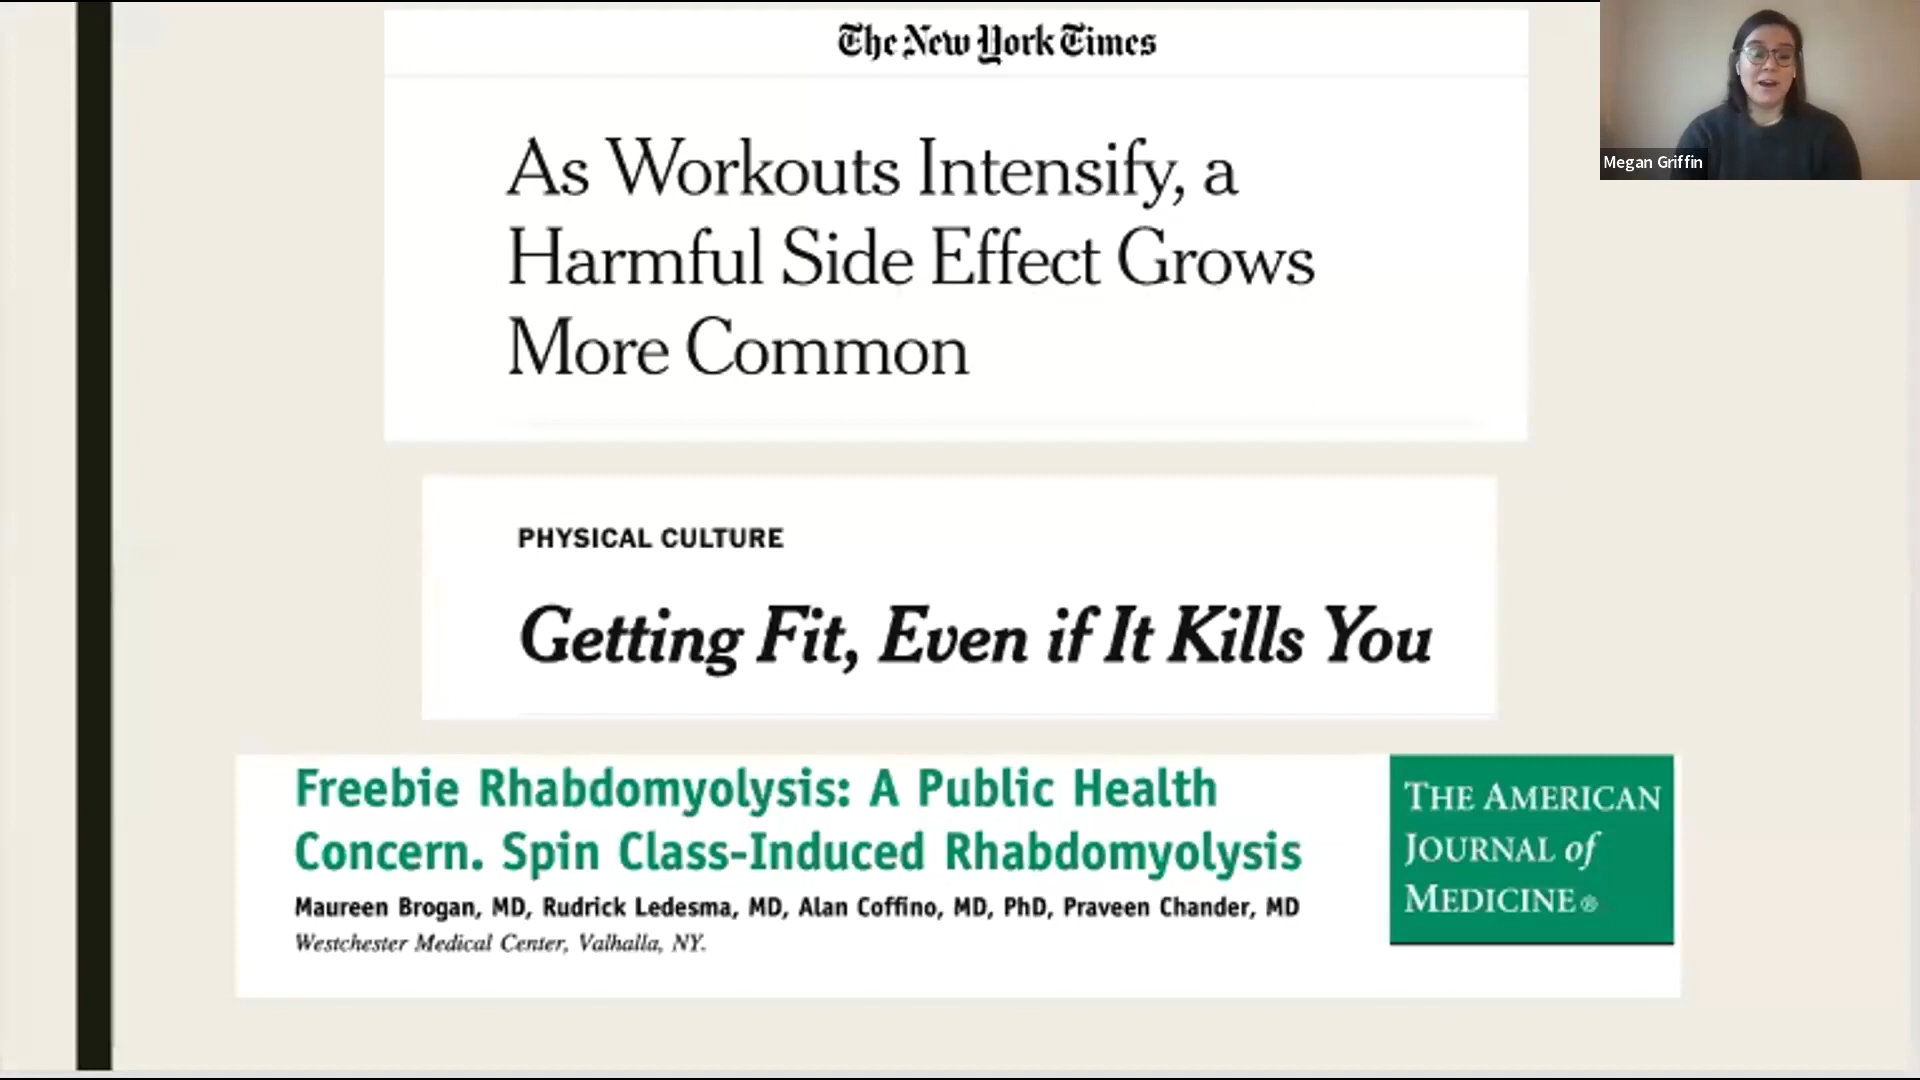 The New York Times
As Workouts Intensify, a
Harmful Side Effect Grows
More Common
Megan Griffin
PHYSICAL CULTURE
Getting Fit, Even if It Kills You
Freebie Rhabdomyolysis: A Public Health
Concern. Spin Class-Induced Rhabdomyolysis
Maureen Brogan, MD, Rudrick Ledesma, MD, Alan Coffino, MD, PhD, Praveen Chander, MD
Westchester Medical Center, Valhalla, NY.
THE AMERICAN
JOURNAL of
MEDICINE®